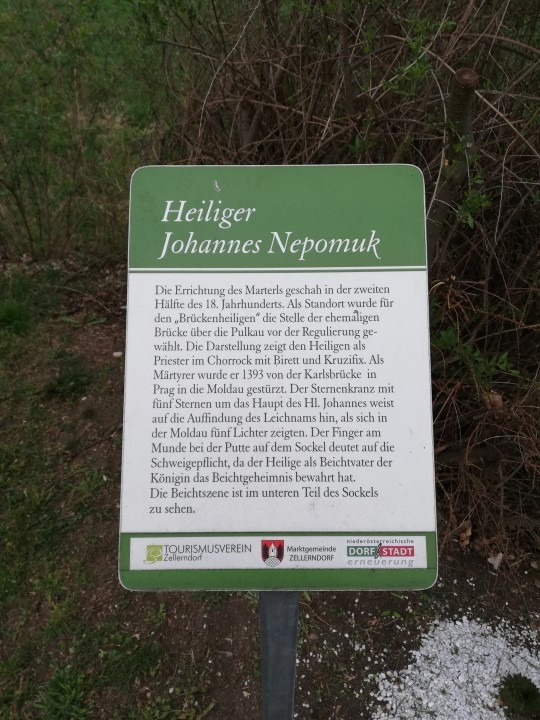 Heiliger
Johannes Nepomuk
Die Errichtung des Marterls geschah in der zweiten
Hälfte des 18. Jahrhunderts. Als Standort wurde für
den „Brückenheiligen“ die Stelle der ehemaligen
Brücke über die Pulkau vor der Regulierung ge-
wählt. Die Darstellung zeigt den Heiligen als
Priester im Chorrock mit Birett und Kruzifix. Als
Märtyrer wurde er 1393 von der Karlsbrücke in
Prag in die Moldau gestürzt. Der Sternenkranz mit
fünf Sternen um das Haupt des Hl. Johannes weist
auf die Auffindung des Leichnams hin, als sich in
der Moldau fünf Lichter zeigten. Der Finger am
Munde bei der Putte auf dem Sockel deutet auf die
Schweigepflicht, da der Heilige als Beichtvater der
Königin das Beichtgeheimnis bewahrt hat.
Die Beichtszene ist im unteren Teil des Sockels
zu sehen.
TOURISMUSVEREIN
Zellerndorf
Marktgemeinde
ZELLERNDORF
niederösterreichische
DORF STADT
erneuerung